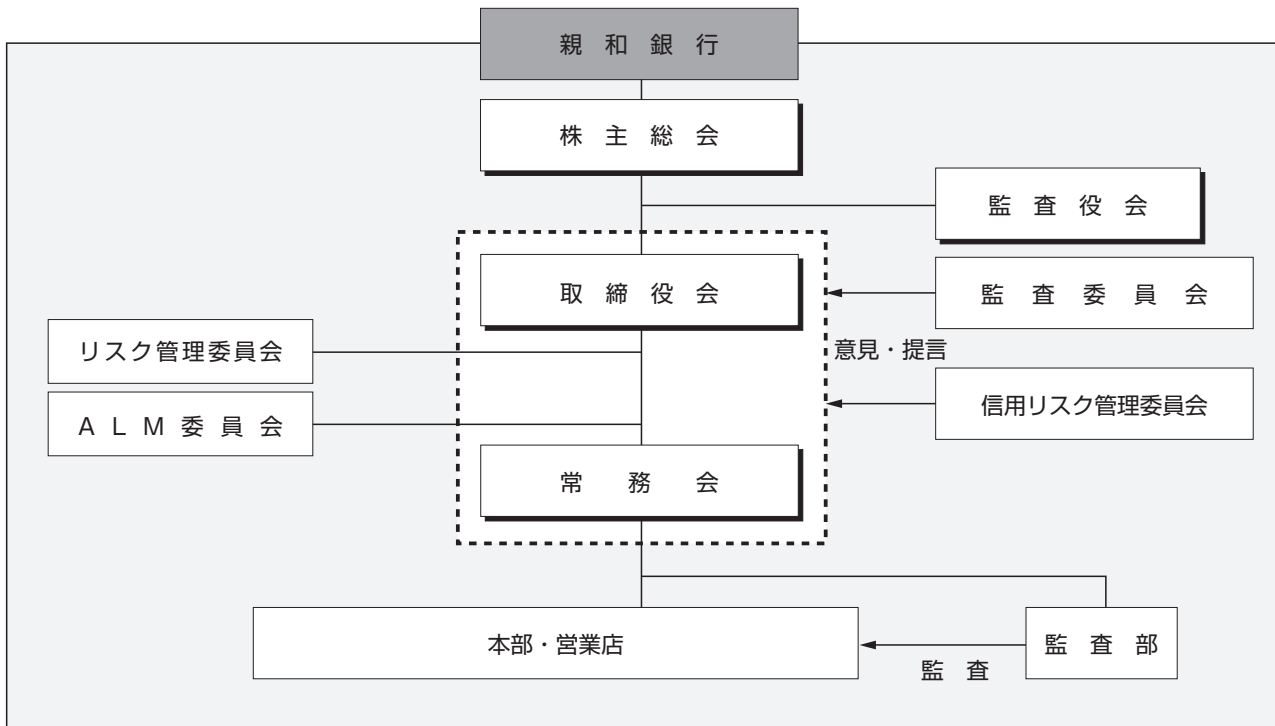 親和銀行
株主総会
監査役会
取締役会
監査委員会
リスク管理委員会
意見・提言
ALM委員会
信用リスク管理委員会
常務会
本部・営業店
監査
監査部